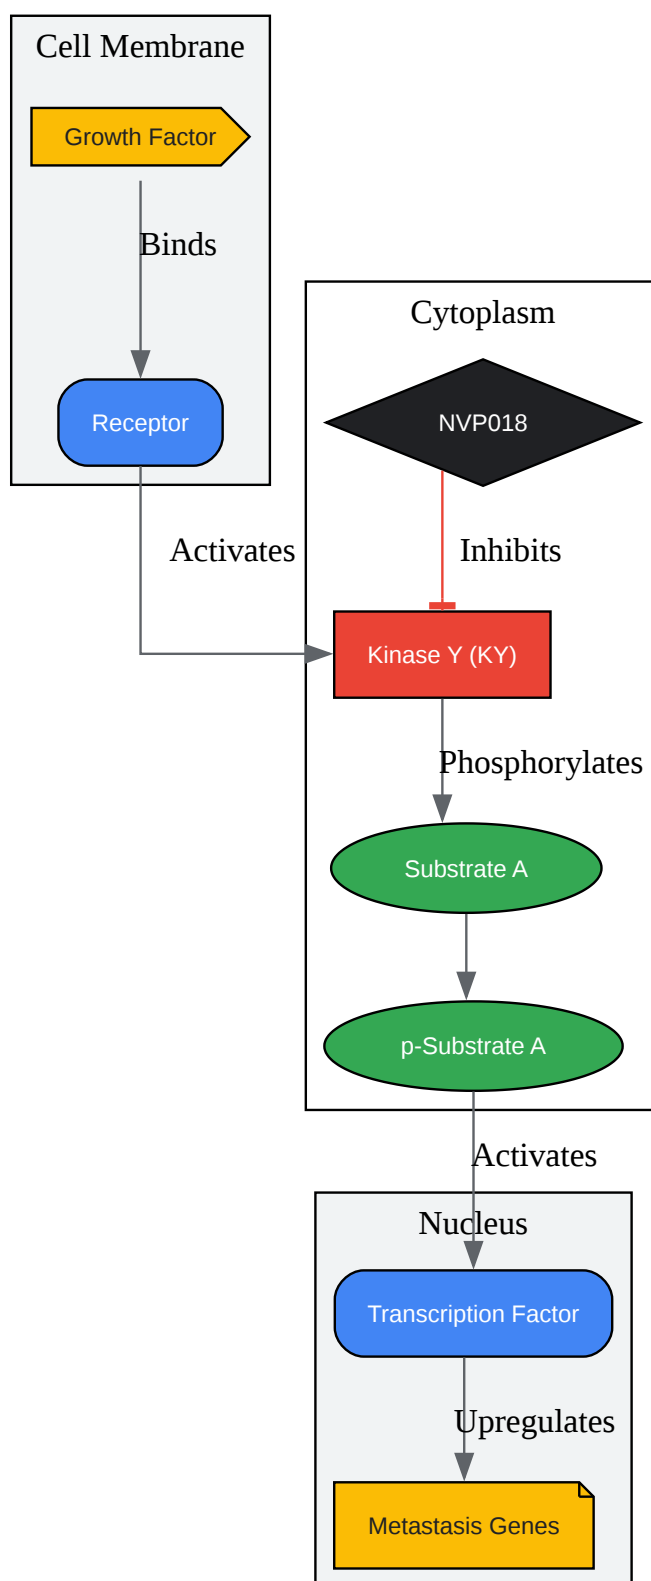 Cell Membrane
Growth Factor
Binds
Receptor
Activates
Cytoplasm
NVP018
Inhibits
Kinase Y (KY)
Phosphorylates
Substrate A
p-Substrate A
Activates
Nucleus
Transcription Factor
Upregulates
Metastasis Genes